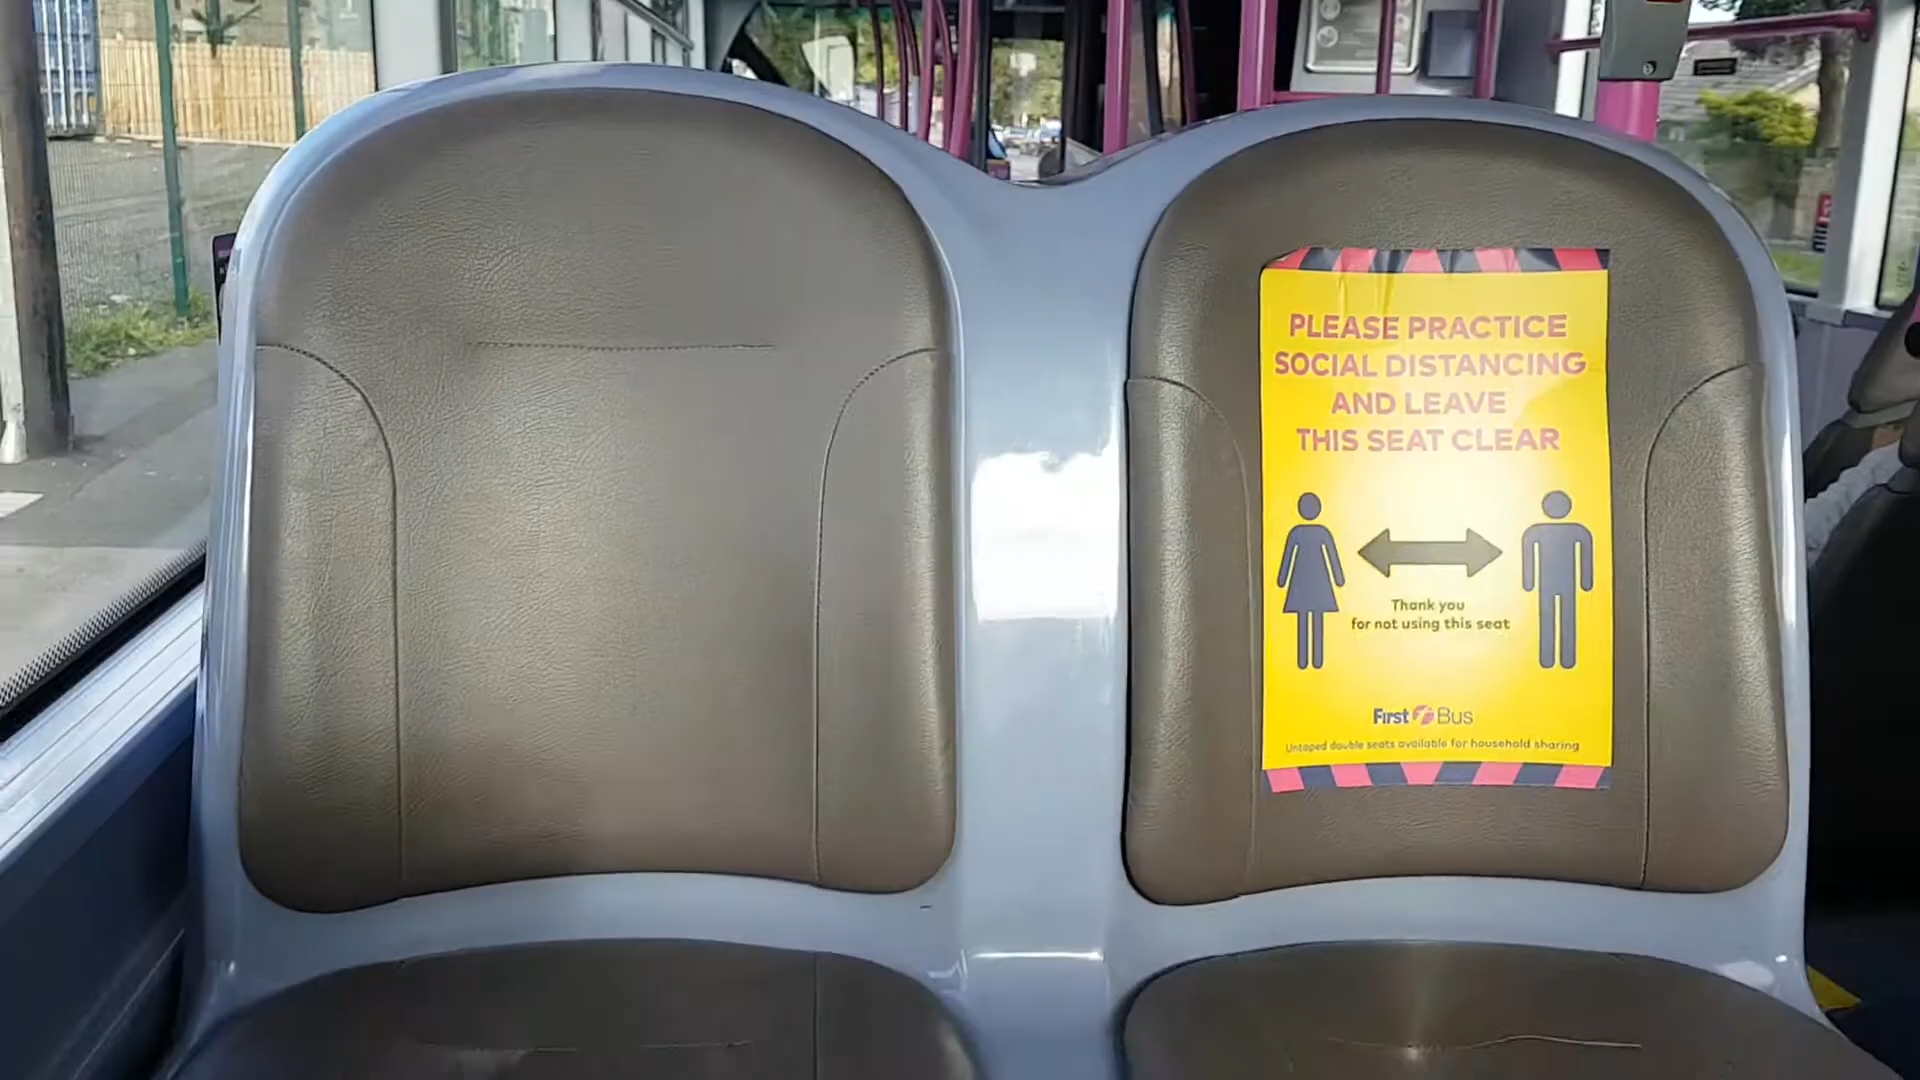 PLEASE PRACTICE
SOCIAL DISTANCING
AND LEAVE
THIS SEAT CLEAR
Thank you
for not using this seat
First Bus
Untaped double seats available for household sharing